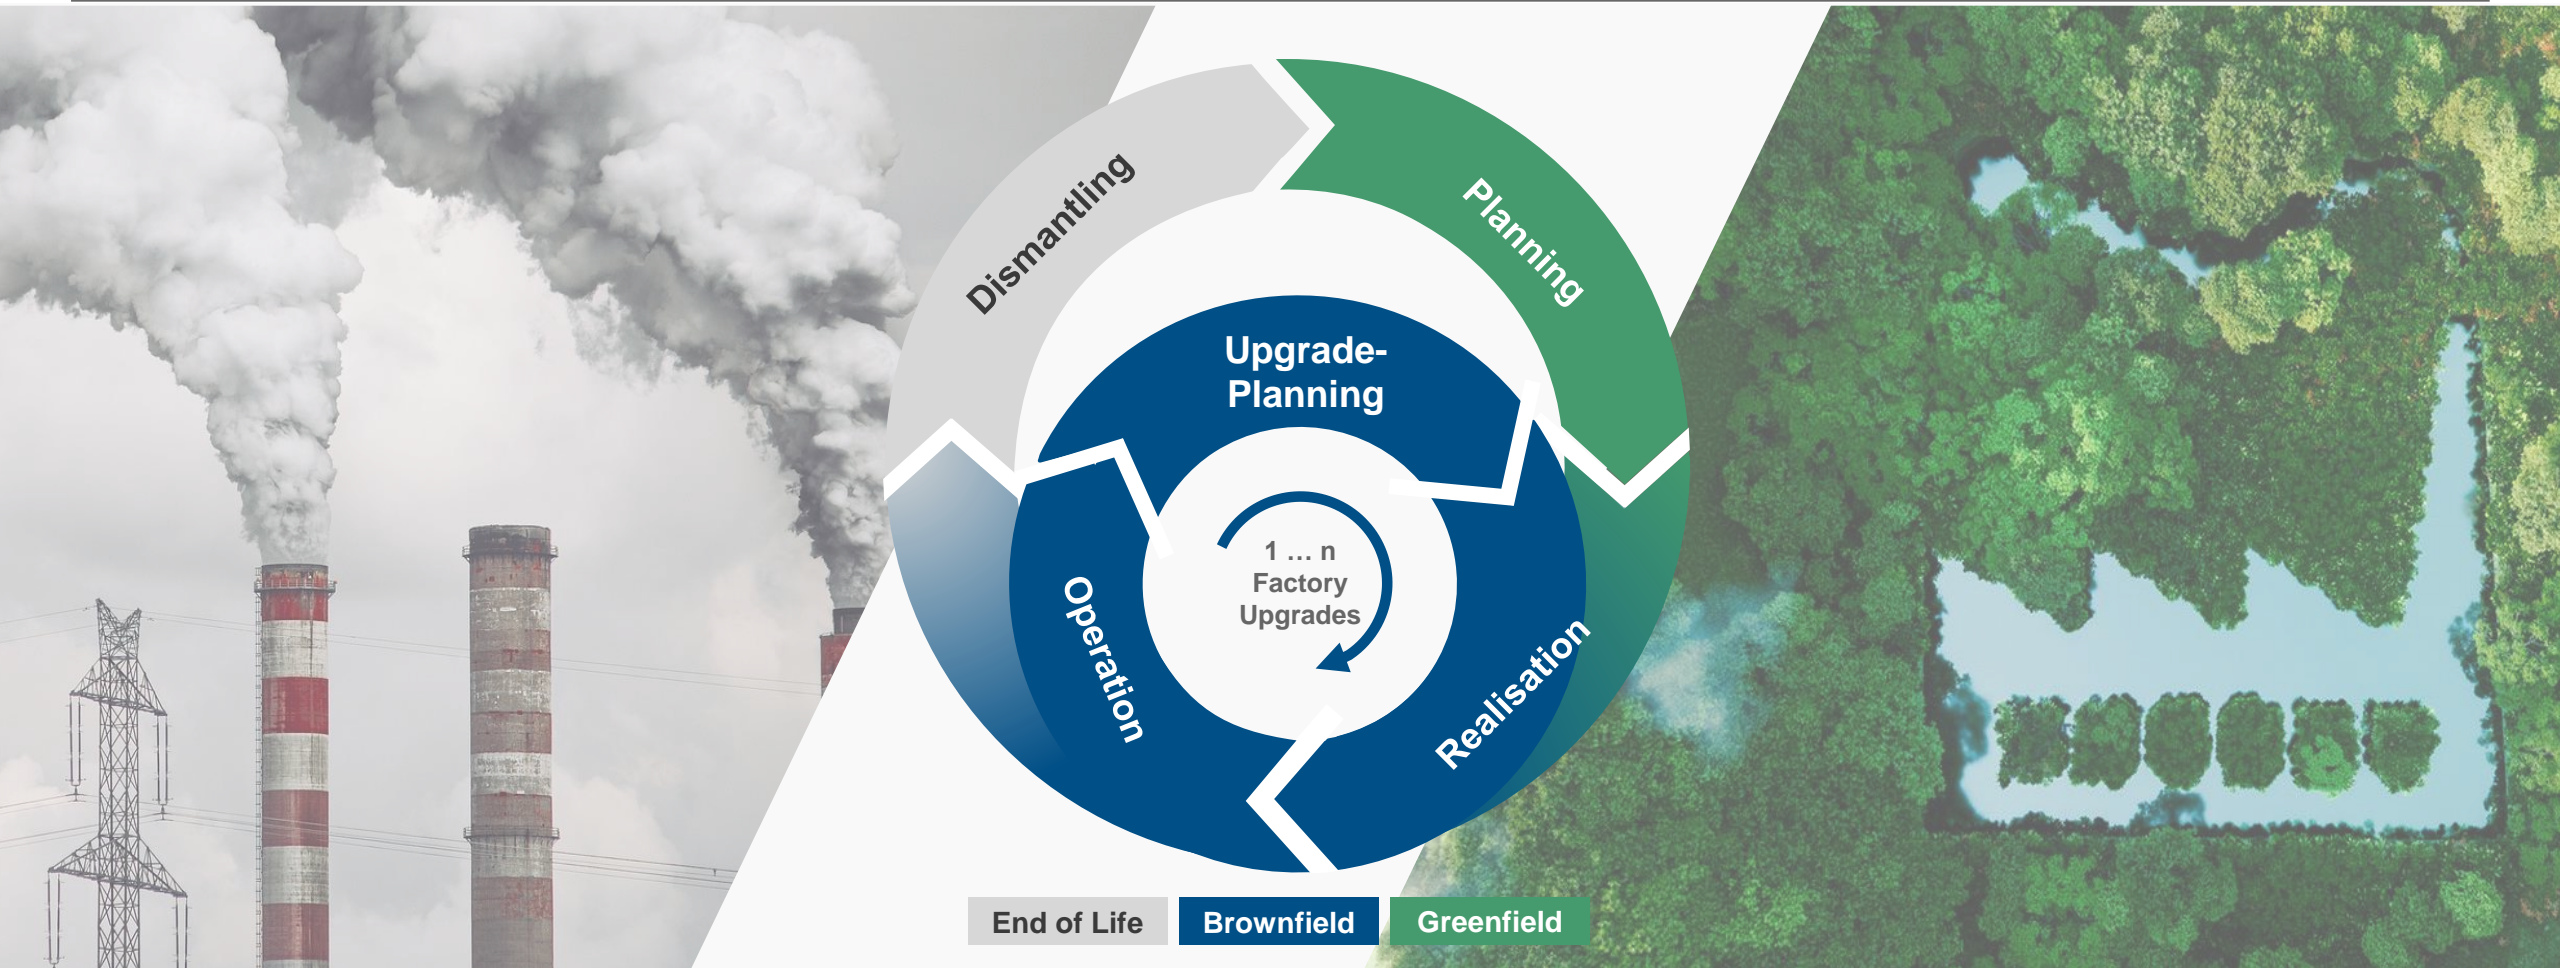 Dismantling
Planning
Upgrade-
Planning
Operation
Realisation
1 … n
Factory
Upgrades
End of Life
Brownfield
Greenfield